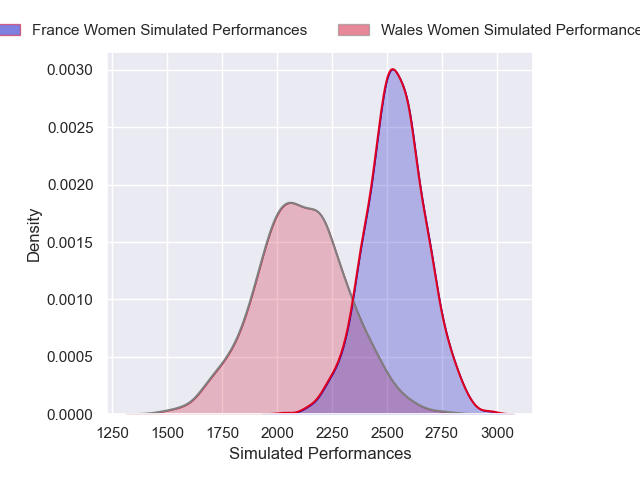 France Women Simulated Performances
Wales Women Simulated Performance
0.0030
0.0025
0.0020
0.0015
0.0010
0.0005
0.0000
Density
1250 1500 1750 2000 2250 2500 2750 3000
Simulated Performances